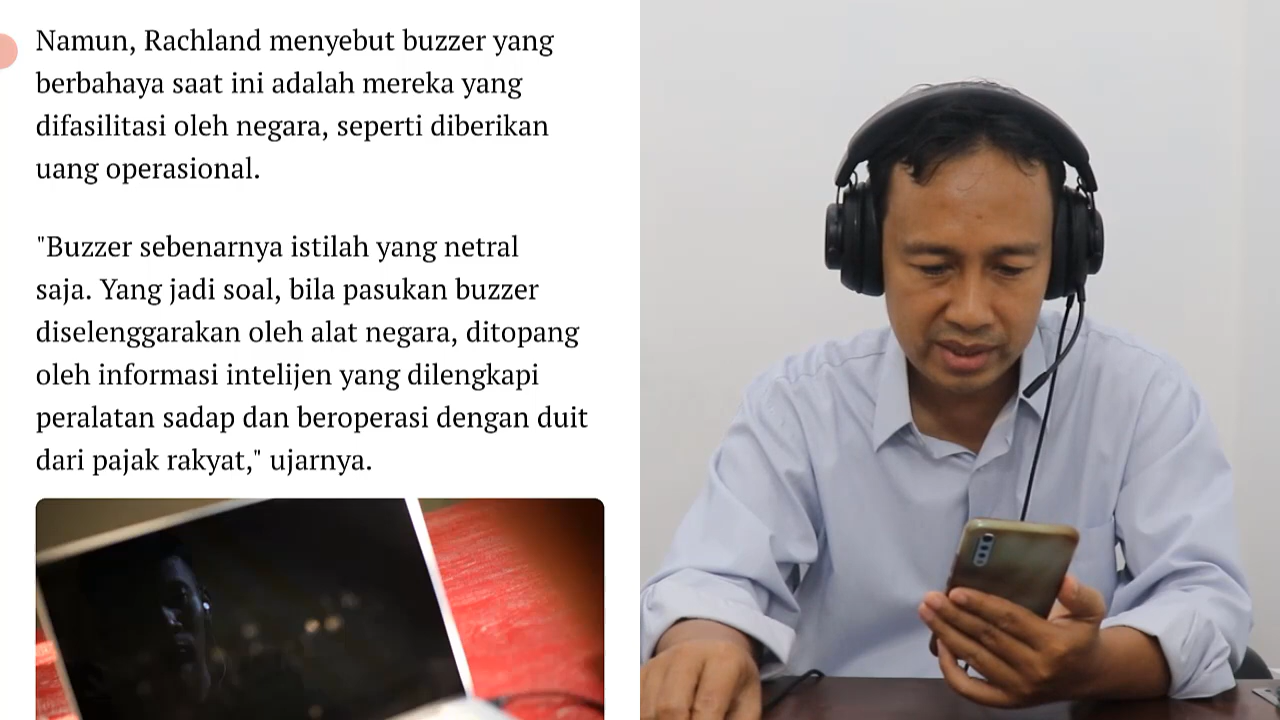 Namun, Rachland menyebut buzzer yang
berbahaya saat ini adalah mereka yang
difasilitasi oleh negara, seperti diberikan
uang operasional.
"Buzzer sebenarnya istilah yang netral
saja. Yang jadi soal, bila pasukan buzzer
diselenggarakan oleh alat negara, ditopang
oleh informasi intelijen yang dilengkapi
peralatan sadap dan beroperasi dengan duit
dari pajak rakyat," ujarnya.